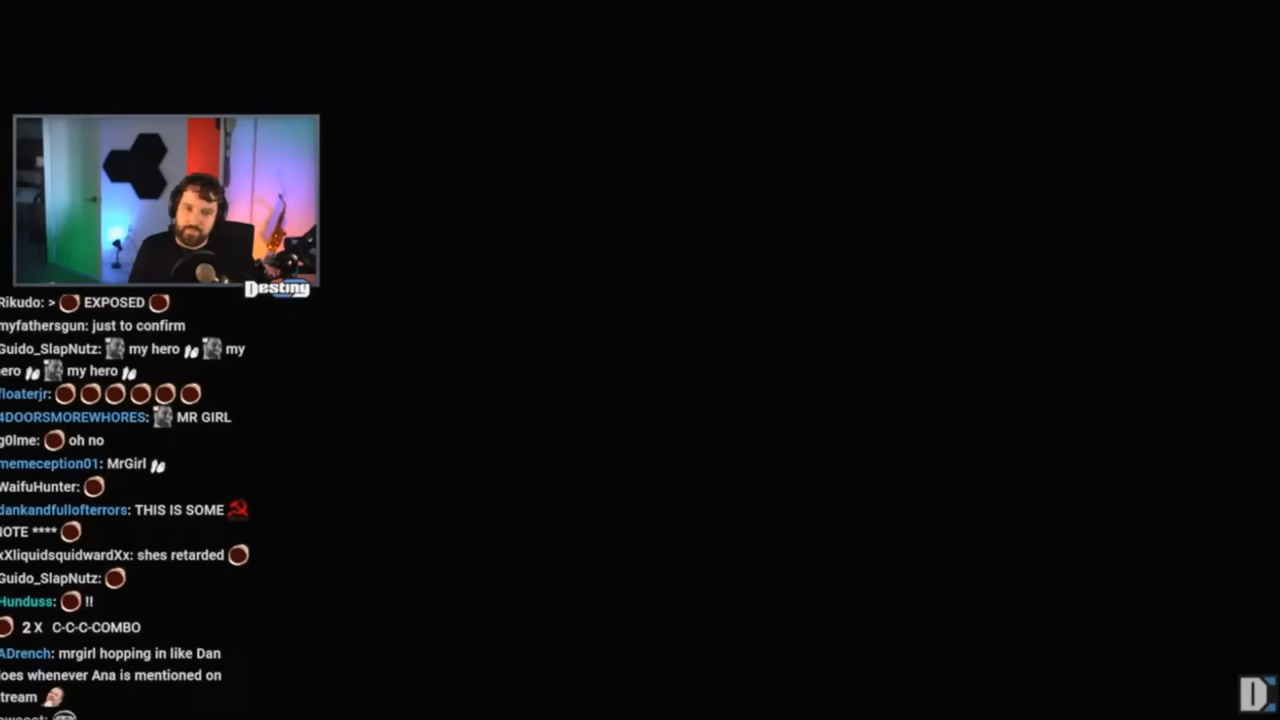 Destiny
Rikudo: > EXPOSED
myfathersgun: just to confirm
Guido_SlapNutz: my hero my
ero my hero
floaterjr:
4DOORSMOREWHORES: MR GIRL
g0lme: oh no
memeception01: MrGirl
WaifuHunter:
dankandfullofterrors: THIS IS SOME
NOTE ****
xXliquidsquidwardXx: shes retarded
Guido_SlapNutz:
Hunduss: !!
2 X C-C-C-COMBO
ADrench: mrgirl hopping in like Dan
does whenever Ana is mentioned on
stream
D